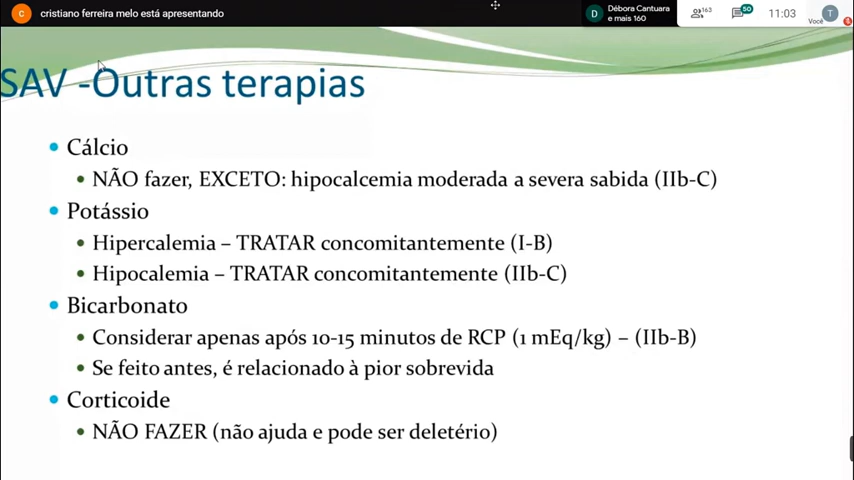 C cristiano ferreira melo está apresentando
D Débora Cantuara
e mais 160
163
50
11:03
Você
T
SAV -Outras terapias
• Cálcio
• NÃO fazer, EXCETO: hipocalcemia moderada a severa sabida (IIb-C)
• Potássio
• Hipercalemia – TRATAR concomitantemente (I-B)
• Hipocalemia – TRATAR concomitantemente (IIb-C)
• Bicarbonato
• Considerar apenas após 10-15 minutos de RCP (1 mEq/kg) – (IIb-B)
• Se feito antes, é relacionado à pior sobrevida
• Corticoide
• NÃO FAZER (não ajuda e pode ser deletério)